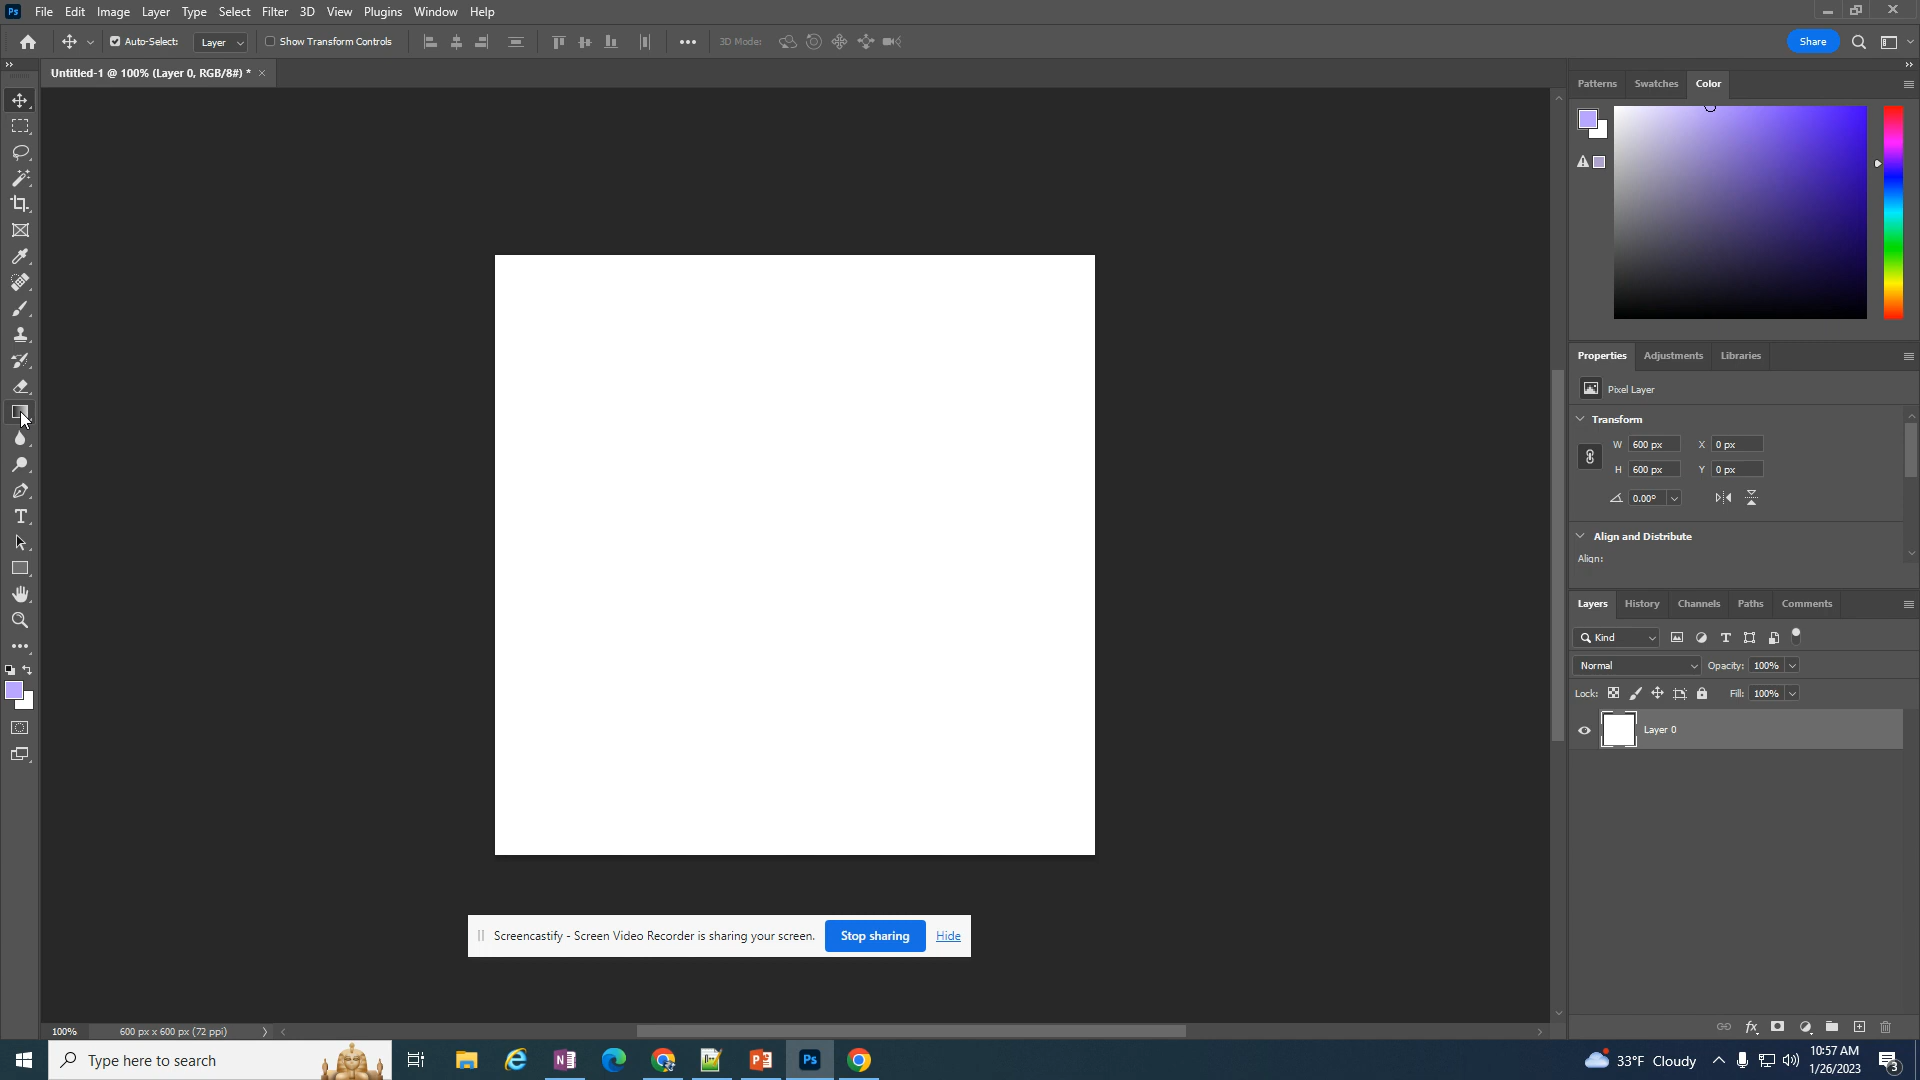 Ps File Edit Image Layer Type Select Filter 3D View Plugins Window Help
Auto-Select: Layer Show Transform Controls 3D Mode: Share
Untitled-1 @ 100% (Layer 0, RGB/8#) *
Patterns Swatches Color
Properties Adjustments Libraries
Pixel Layer
Transform
W 600 px X 0 px
H 600 px Y 0 px
0.00°
Align and Distribute
Align:
Layers History Channels Paths Comments
Kind
Normal Opacity: 100%
Lock: Fill: 100%
Layer 0
Screencastify - Screen Video Recorder is sharing your screen. Stop sharing Hide
100% 600 px x 600 px (72 ppi)
Type here to search
33°F Cloudy
10:57 AM
1/26/2023
3